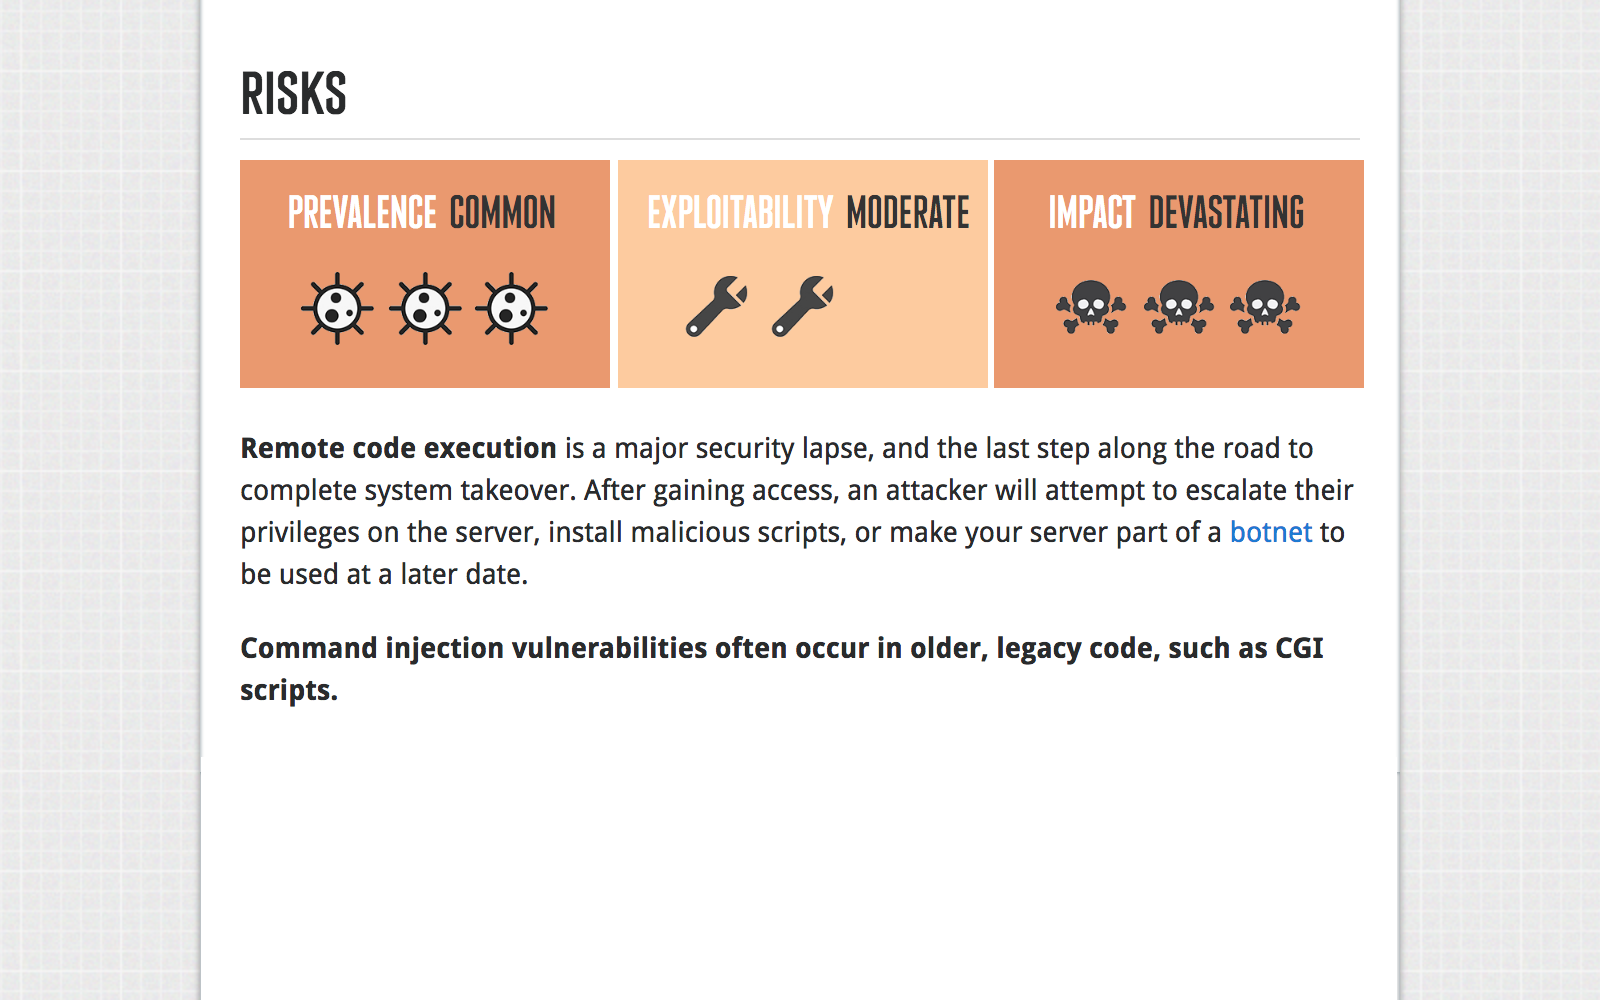 RISKS
PREVALENCE COMMON
EXPLOITABILITY MODERATE
IMPACT DEVASTATING
Remote code execution is a major security lapse, and the last step along the road to
complete system takeover. After gaining access, an attacker will attempt to escalate their
privileges on the server, install malicious scripts, or make your server part of a botnet to
be used at a later date.
Command injection vulnerabilities often occur in older, legacy code, such as CGI
scripts.